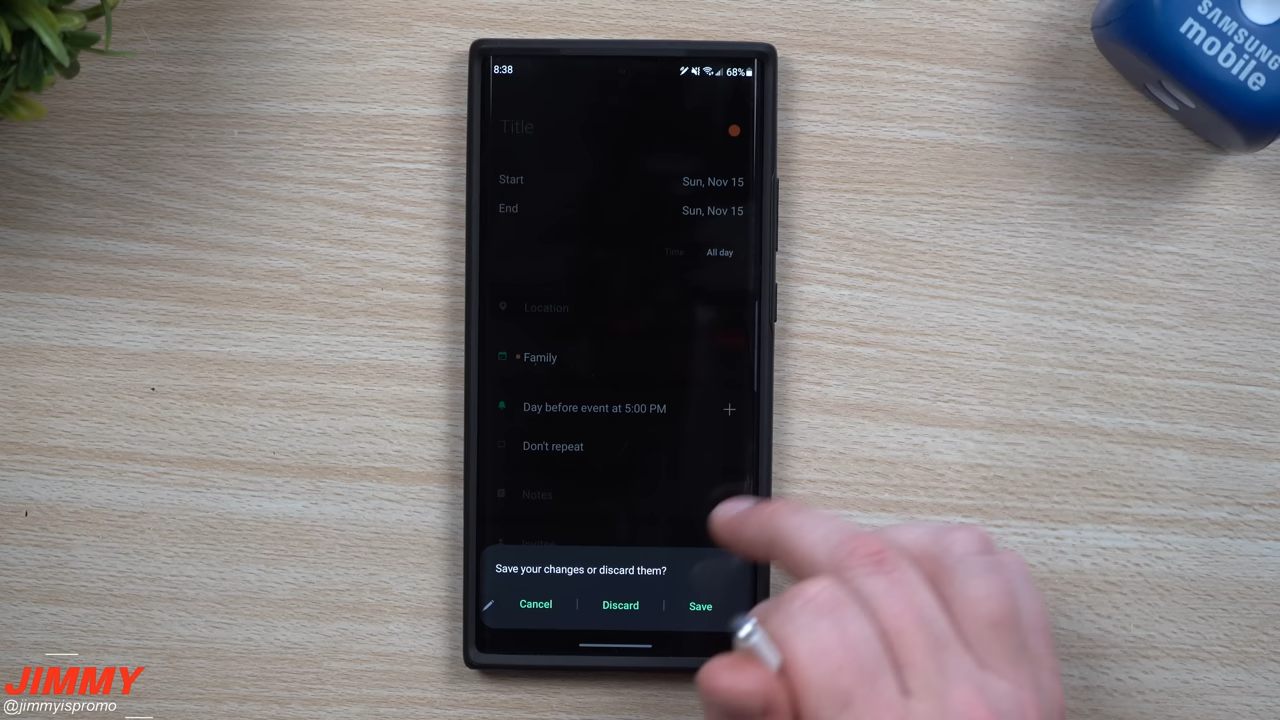 SAMSUNG
mobile
8:38
68%
Title
Start
Sun, Nov 15
End
Sun, Nov 15
Time
All day
Location
Family
Day before event at 5:00 PM
Don't repeat
Notes
Invitee
Save your changes or discard them?
Cancel
Discard
Save
JIMMY
@jimmyispromo